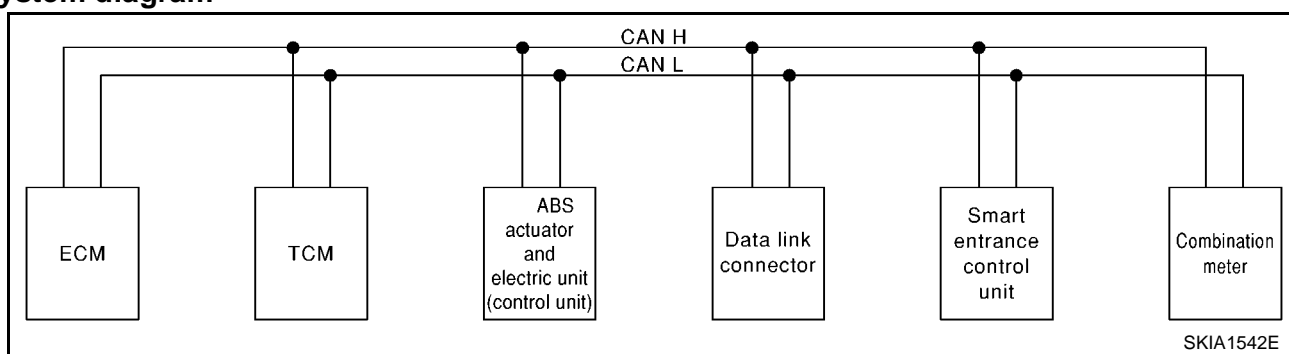 ystem diagram
CAN H
CAN L
ECM
TCM
ABS
actuator
and
electric unit
(control unit)
Data link
connector
Smart
entrance
control
unit
Combination
meter
SKIA1542E